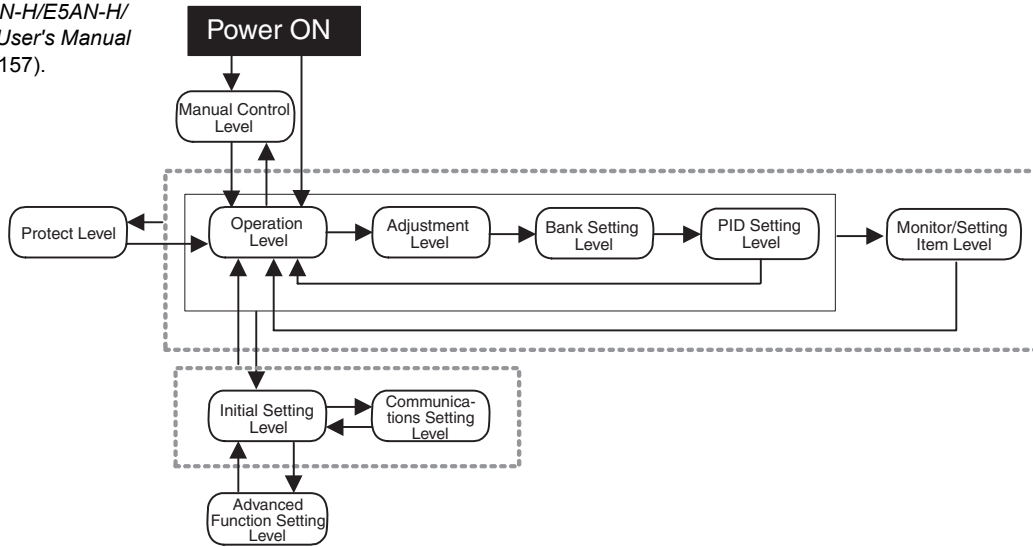 N-H/E5AN-H/
User's Manual
157).
Power ON
Manual Control
Level
Protect Level
Operation
Level
Adjustment
Level
Bank Setting
Level
PID Setting
Level
Monitor/Setting
Item Level
Initial Setting
Level
Communica-
tions Setting
Level
Advanced
Function Setting
Level